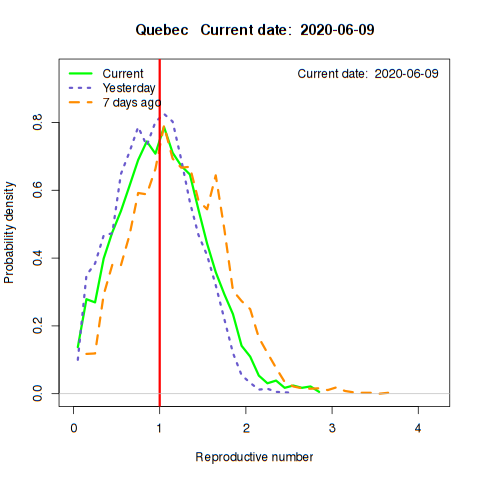 Quebec   Current date:  2020-06-09
Current date:  2020-06-09
Current
Yesterday
7 days ago
Probability density
0.8
0.6
0.4
0.2
0.0
0 1 2 3 4
Reproductive number